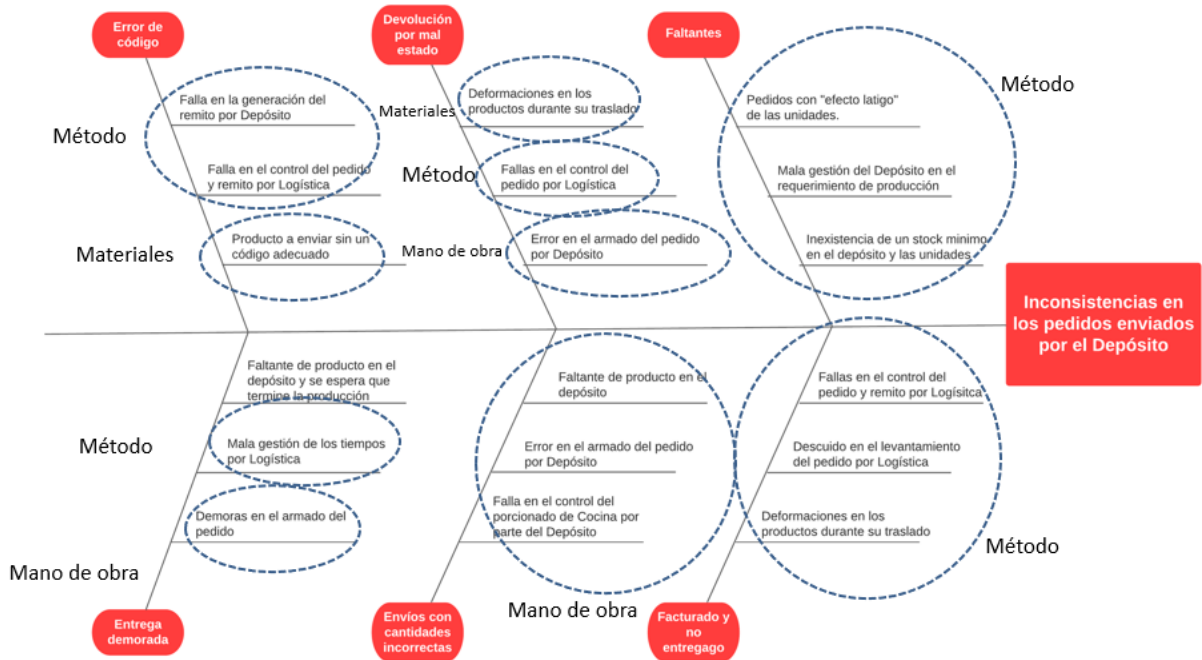 Error de
código
Devolución
por mal
estado
Faltantes
Método
Falla en la generación del
remito por Depósito
Falla en el control del pedido
y remito por Logística
Materiales
Producto a enviar sin un
código adecuado
Materiales
Deformaciones en los
productos durante su traslado
Método
Fallas en el control del
pedido por Logística
Mano de obra
Error en el armado del pedido
por Depósito
Método
Pedidos con "efecto latigo"
de las unidades.
Mala gestión del Depósito en el
requerimiento de producción
Inexistencia de un stock minimo
en el depósito y las unidades
Inconsistencias en
los pedidos enviados
por el Depósito
Faltante de producto en el
depósito y se espera que
termine la producción
Método
Mala gestión de los tiempos
por Logística
Demoras en el armado del
pedido
Mano de obra
Faltante de producto en el
depósito
Error en el armado del pedido
por Depósito
Falla en el control del
porcionado de Cocina por
parte del Depósito
Mano de obra
Fallas en el control del
pedido y remito por Logísitca
Descuido en el levantamiento
del pedido por Logística
Deformaciones en los
productos durante su traslado
Método
Entrega
demorada
Envíos con
cantidades
incorrectas
Facturado y
no
entregago